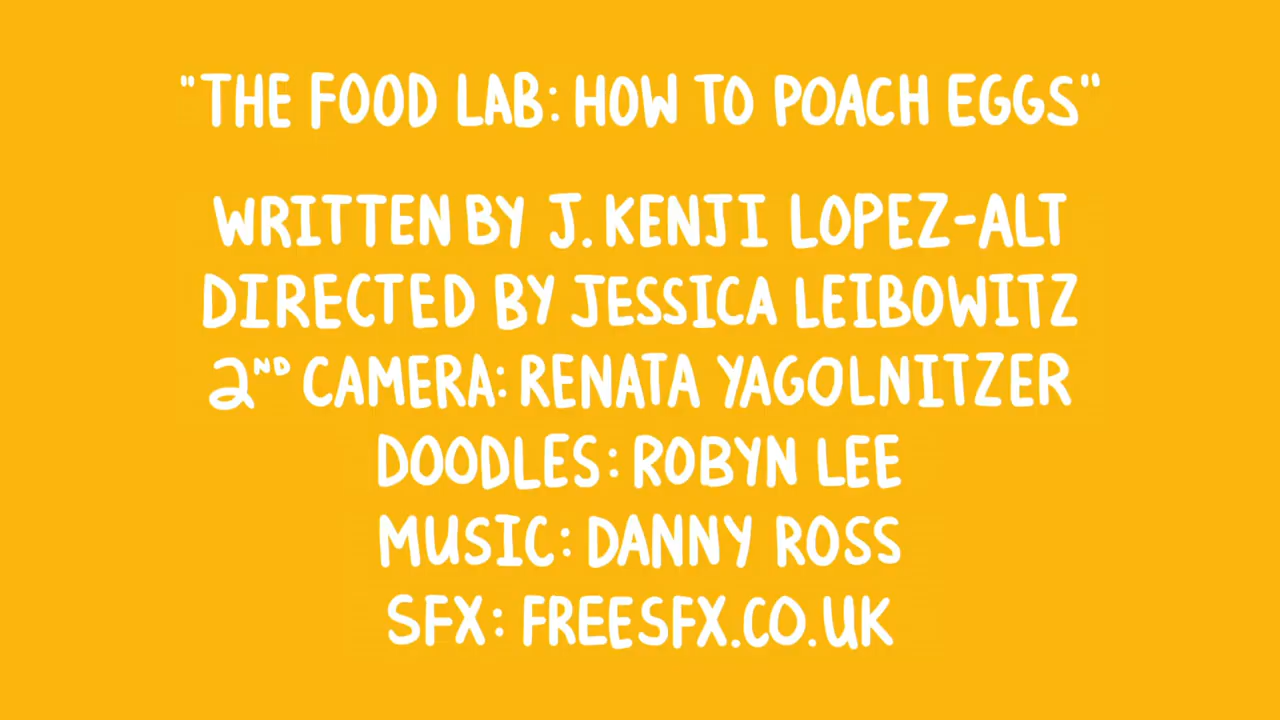 "THE FOOD LAB: HOW TO POACH EGGS"
WRITTEN BY J. KENJI LOPEZ-ALT
DIRECTED BY JESSICA LEIBOWITZ
2ND CAMERA: RENATA YAGOLNITZER
DOODLES: ROBYN LEE
MUSIC: DANNY ROSS
SFX: FREESFX.CO.UK